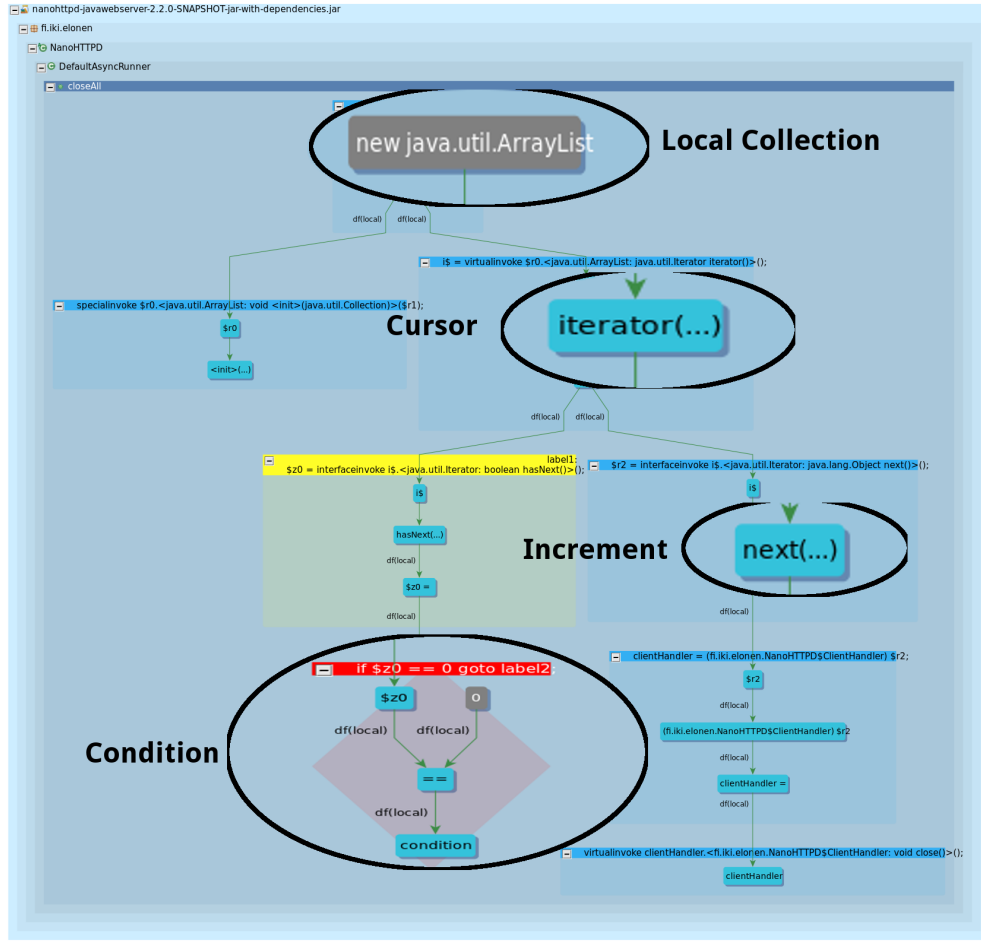 nanohttpd-javawebserver-2.2.0-SNAPSHOT-jar-with-dependencies.jar
fi.iki.elonen
NanoHTTPD
DefaultAsyncRunner
closeAll
new java.util.ArrayList
Local Collection
df(local) df(local)
i$ = virtualinvoke $r0.<java.util.ArrayList: java.util.Iterator iterator()>();
specialinvoke $r0.<java.util.ArrayList: void <init>(java.util.Collection)>($r1);
$r0
<init>(...)
Cursor
iterator(...)
df(local) df(local)
label1:
$z0 = interfaceinvoke i$.<java.util.Iterator: boolean hasNext()>();
i$
hasNext(...)
df(local)
$z0 =
df(local)
$r2 = interfaceinvoke i$.<java.util.Iterator: java.lang.Object next()>();
i$
Increment
next(...)
df(local)
Condition
if $z0 == 0 goto label2;
$z0
0
df(local) df(local)
==
df(local)
condition
clientHandler = (fi.iki.elonen.NanoHTTPD$ClientHandler) $r2;
$r2
df(local)
(fi.iki.elonen.NanoHTTPD$ClientHandler) $r2
df(local)
clientHandler =
df(local)
virtualinvoke clientHandler.<fi.iki.elonen.NanoHTTPD$ClientHandler: void close()>();
clientHandler